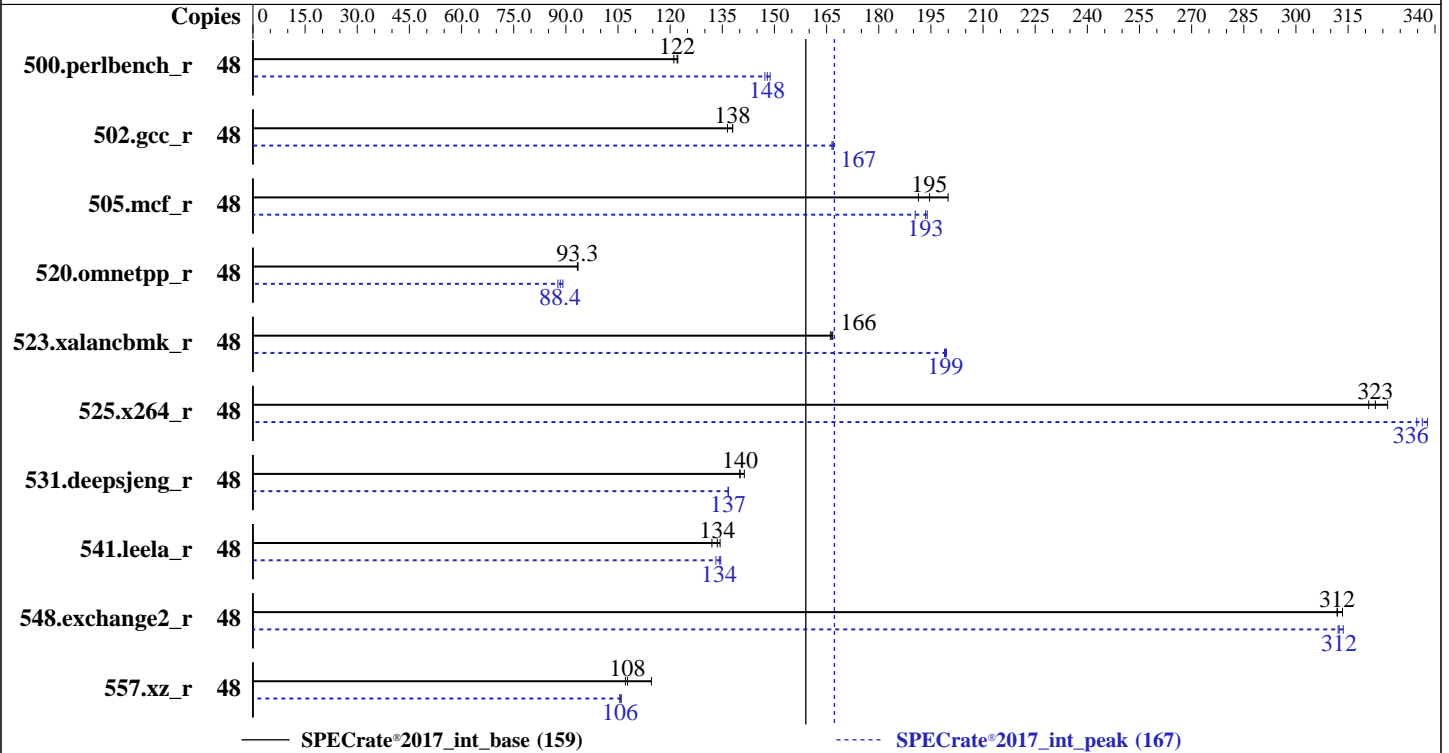 Copies 0 15.0 30.0 45.0 60.0 75.0 90.0 105 120 135 150 165 180 195 210 225 240 255 270 285 300 315 340
500.perlbench_r 48 122
148
502.gcc_r 48 138
167
505.mcf_r 48 195
193
520.omnetpp_r 48 93.3
88.4
523.xalancbmk_r 48 166
199
525.x264_r 48 323
336
531.deepsjeng_r 48 140
137
541.leela_r 48 134
134
548.exchange2_r 48 312
312
557.xz_r 48 108
106
SPECrate®2017_int_base (159) SPECrate®2017_int_peak (167)